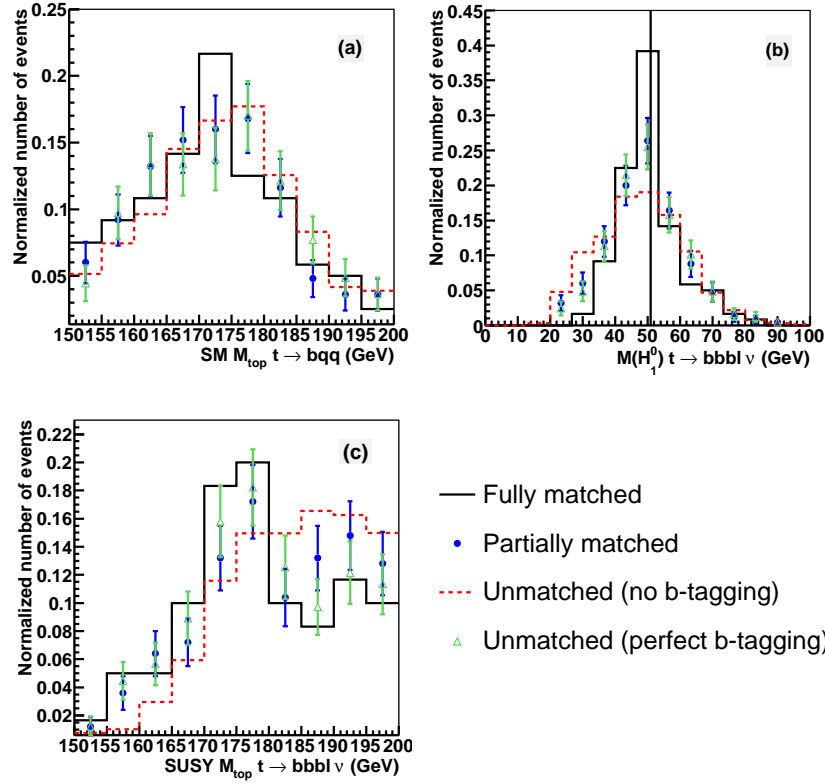 (a)
Normalized number of events
0.2
0.15
0.1
0.05
150 155 160 165 170 175 180 185 190 195 200
SM M_top t → bqq (GeV)
(b)
Normalized number of events
0.45
0.4
0.35
0.3
0.25
0.2
0.15
0.1
0.05
0
0 10 20 30 40 50 60 70 80 90 100
M(H_1^0) t → bbbl ν (GeV)
(c)
Normalized number of events
0.22
0.2
0.18
0.16
0.14
0.12
0.1
0.08
0.06
0.04
0.02
150 155 160 165 170 175 180 185 190 195 200
SUSY M_top t → bbbl ν (GeV)
Fully matched
Partially matched
Unmatched (no b-tagging)
Unmatched (perfect b-tagging)